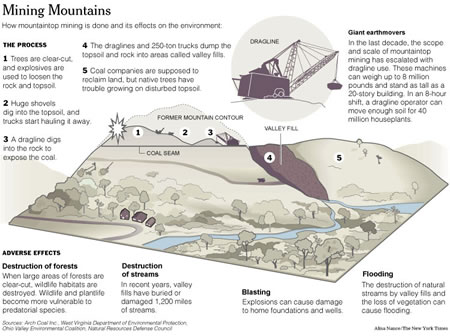 Mining Mountains
How mountaintop mining is done and its effects on the environment:
THE PROCESS
1 Trees are clear-cut,
and explosives are
used to loosen the
rock and topsoil.
2 Huge shovels
dig into the topsoil, and
trucks start hauling it away.
3 A dragline digs
into the rock to
expose the coal.
4 The draglines and 250-ton trucks dump the
topsoil and rock into areas called valley fills.
5 Coal companies are supposed to
reclaim land, but native trees have
trouble growing on disturbed topsoil.
DRAGLINE
Giant earthmovers
In the last decade, the scope
and scale of mountaintop
mining has escalated with
dragline use. These machines
can weigh up to 8 million
pounds and stand as tall as a
20-story building. In an 8-hour
shift, a dragline operator can
move enough soil for 40
million houseplants.
FORMER MOUNTAIN CONTOUR
1
2
3
COAL SEAM
VALLEY FILL
4
5
ADVERSE EFFECTS
Destruction of forests
When large areas of forests are
clear-cut, wildlife habitats are
destroyed. Wildlife and plantlife
become more vulnerable to
predatorial species.
Destruction
of streams
In recent years, valley
fills have buried or
damaged 1,200 miles
of streams.
Blasting
Explosions can cause damage
to home foundations and wells.
Flooding
The destruction of natural
streams by valley fills and
the loss of vegetation can
cause flooding.
Sources: Arch Coal Inc., West Virginia Department of Environmental Protection,
Ohio Valley Environmental Coalition, Natural Resources Defense Council
/The New York Times